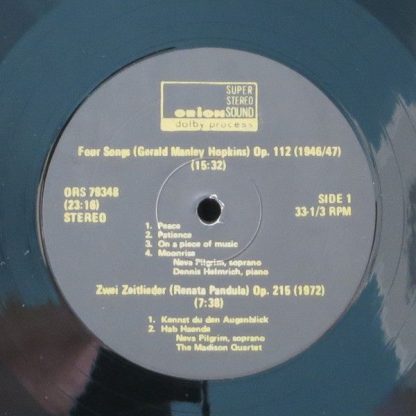 orion
SUPER
STEREO
SOUND
dolby process
Four Songs (Gerald Manley Hopkins) Op. 112 (1946/47)
(15:32)
ORS 78348
(23:16)
STEREO
SIDE 1
33-1/3 RPM
1. Peace
2. Patience
3. On a piece of music
4. Moonrise
Neva Pilgrim, soprano
Dennis Helmrich, piano
Zwei Zeitlieder (Renata Pandula) Op. 215 (1972)
(7:38)
1. Kennst du den Augenblick
2. Hab Haende
Neva Pilgrim, soprano
The Madison Quartet